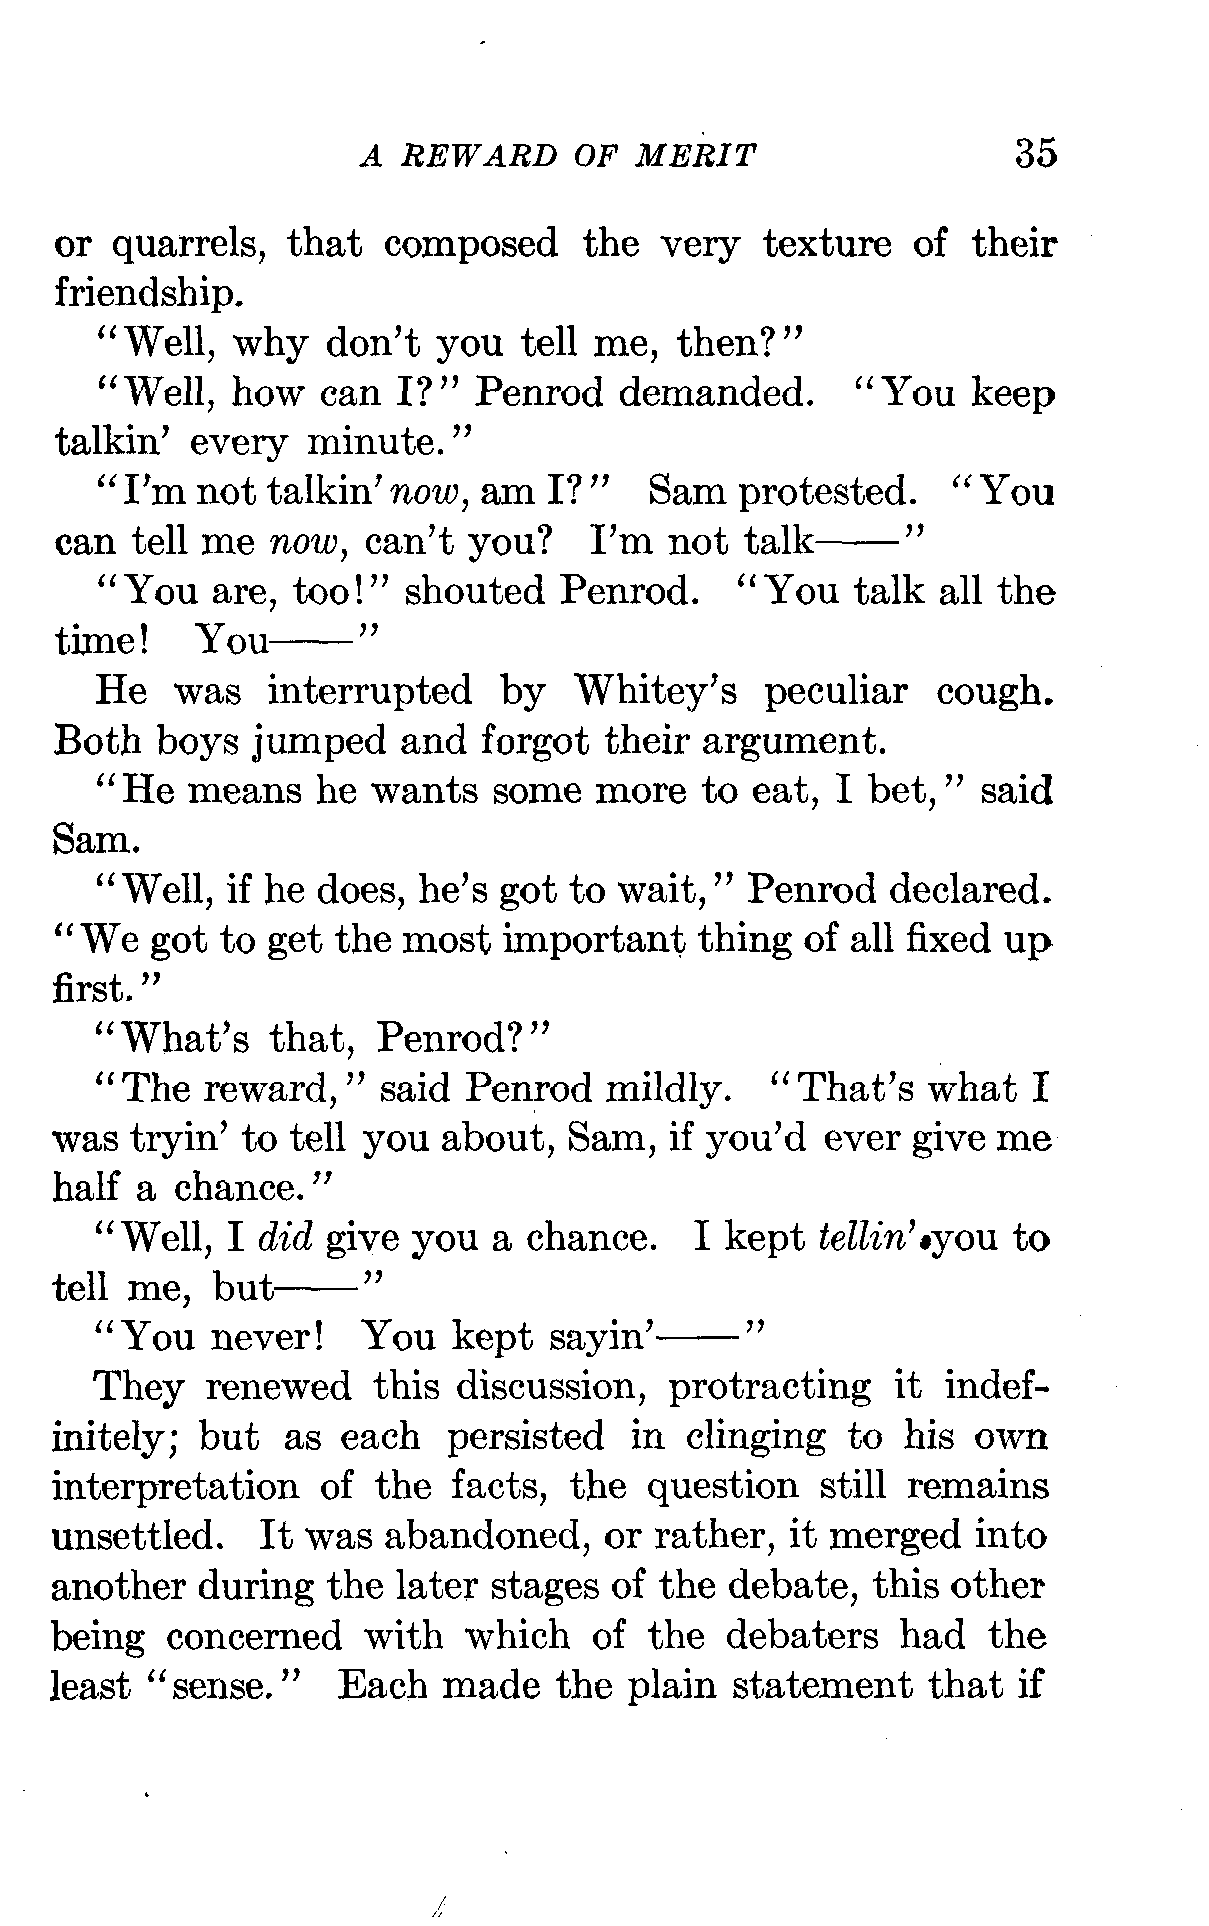 A REWARD OF MERIT 35
or quarrels, that composed the very texture of their
friendship.
"Well, why don't you tell me, then?"
"Well, how can I?" Penrod demanded. "You keep
talkin' every minute."
"I'm not talkin' now, am I?" Sam protested. "You
can tell me now, can't you? I'm not talk——"
"You are, too!" shouted Penrod. "You talk all the
time! You——"
He was interrupted by Whitey's peculiar cough.
Both boys jumped and forgot their argument.
"He means he wants some more to eat, I bet," said
Sam.
"Well, if he does, he's got to wait," Penrod declared.
"We got to get the most important thing of all fixed up
first."
"What's that, Penrod?"
"The reward," said Penrod mildly. "That's what I
was tryin' to tell you about, Sam, if you'd ever give me
half a chance."
"Well, I did give you a chance. I kept tellin' you to
tell me, but——"
"You never! You kept sayin'——"
They renewed this discussion, protracting it indef-
initely; but as each persisted in clinging to his own
interpretation of the facts, the question still remains
unsettled. It was abandoned, or rather, it merged into
another during the later stages of the debate, this other
being concerned with which of the debaters had the
least "sense." Each made the plain statement that if